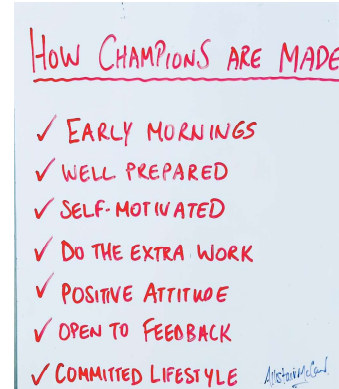 HOW CHAMPIONS ARE MADE
✓ EARLY MORNINGS
✓ WELL PREPARED
✓ SELF-MOTIVATED
✓ DO THE EXTRA WORK
✓ POSITIVE ATTITUDE
✓ OPEN TO FEEDBACK
✓ COMMITTED LIFESTYLE